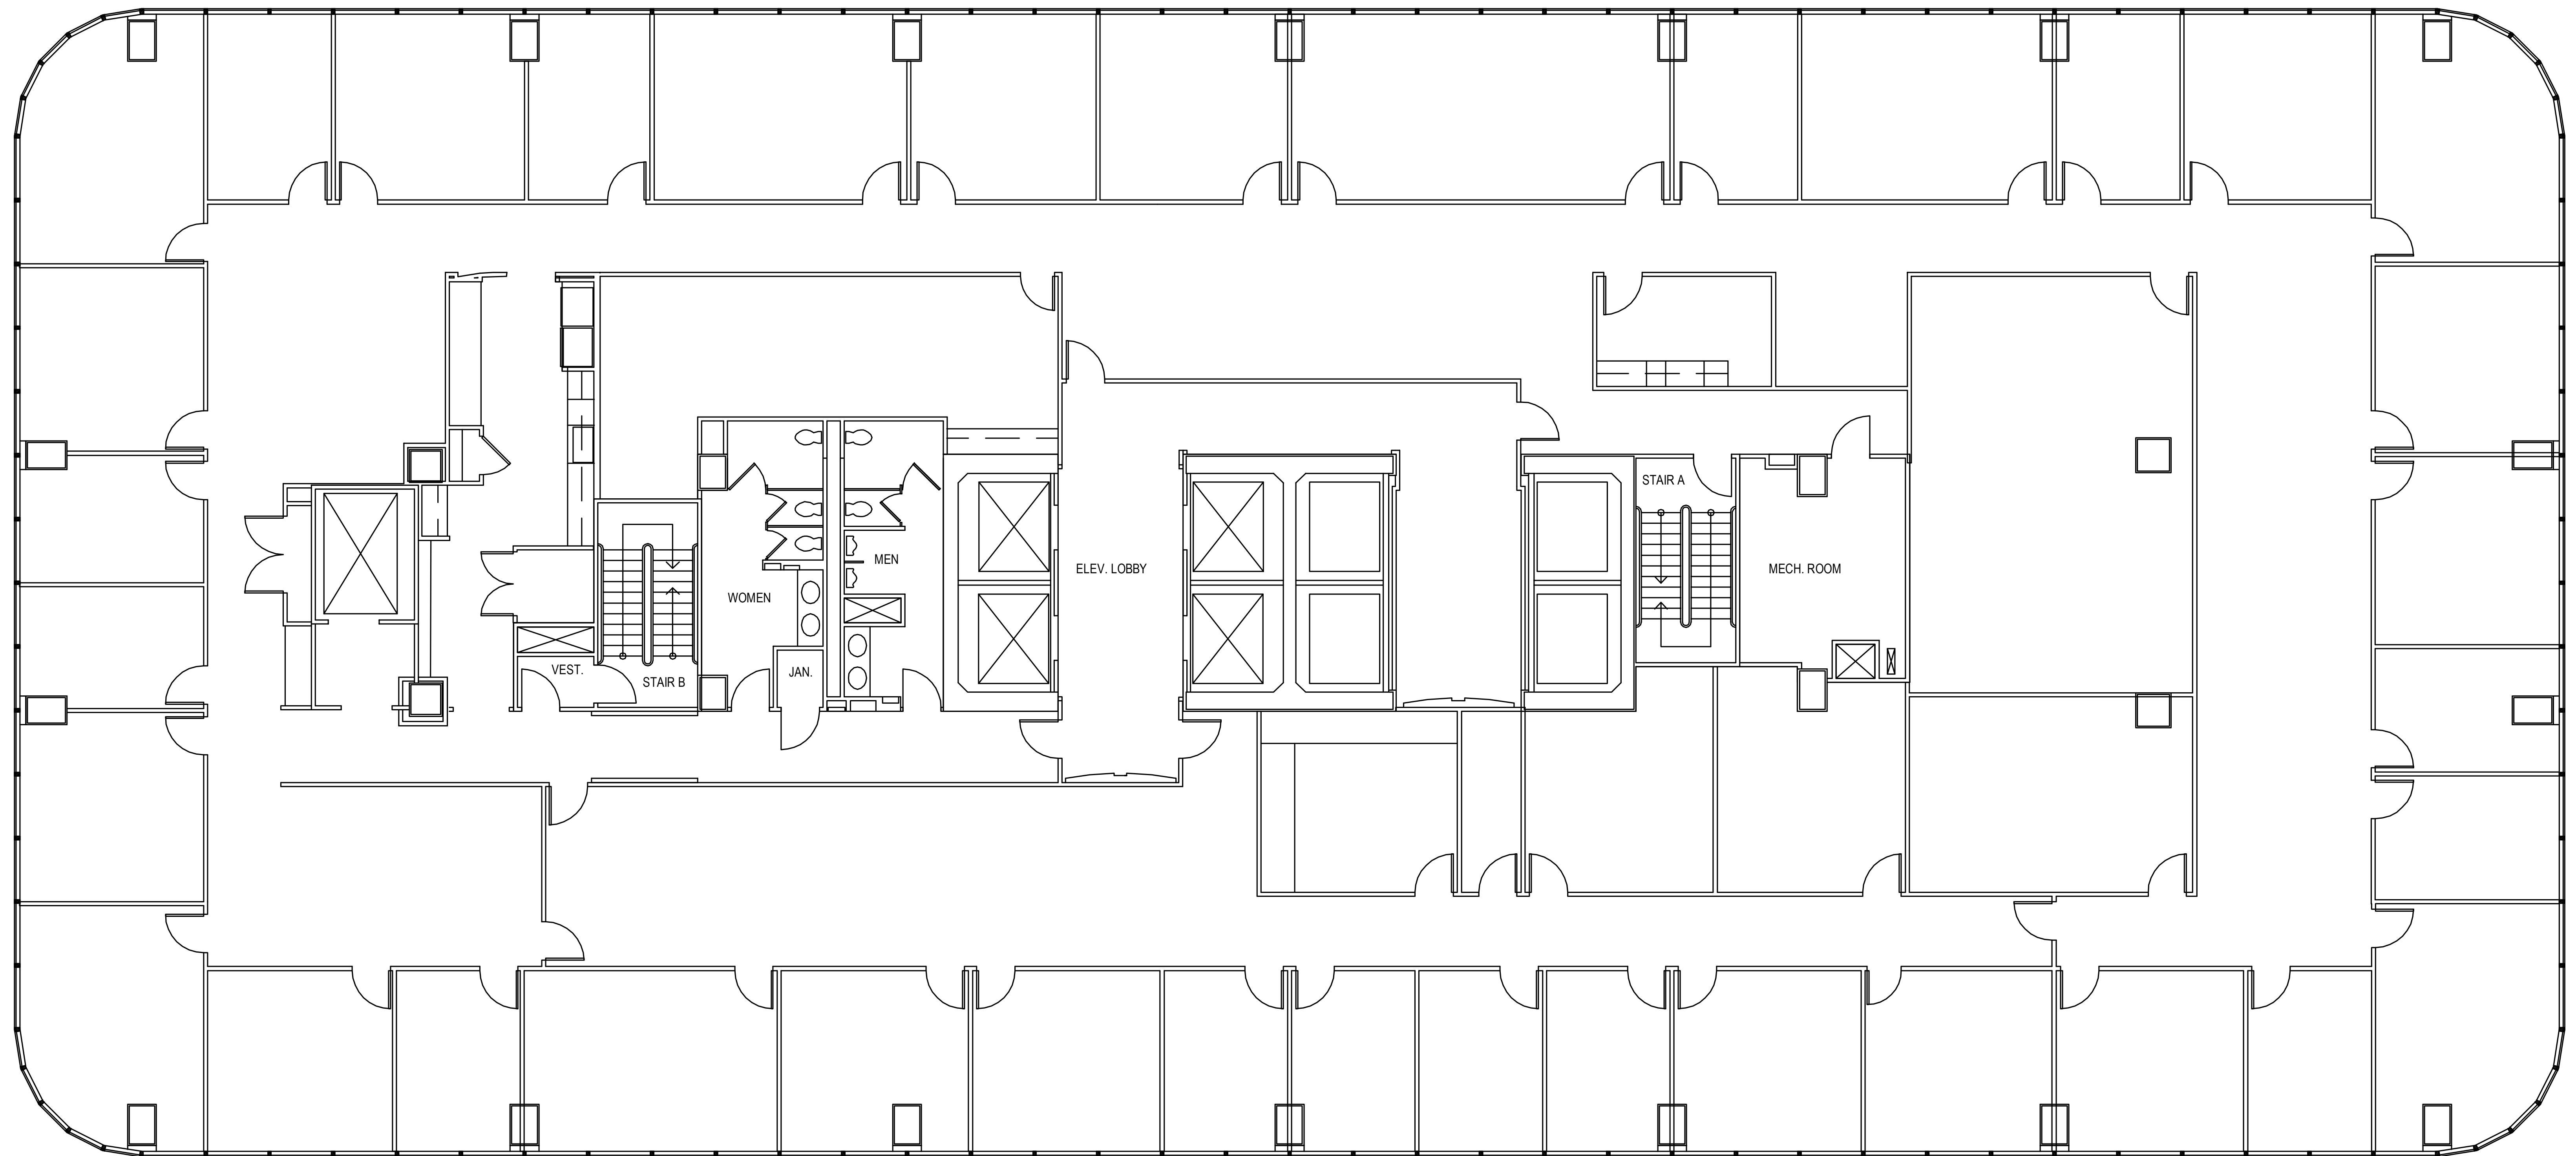 STAIR A
MEN
ELEV. LOBBY
MECH. ROOM
WOMEN
VEST.
JAN.
STAIR B